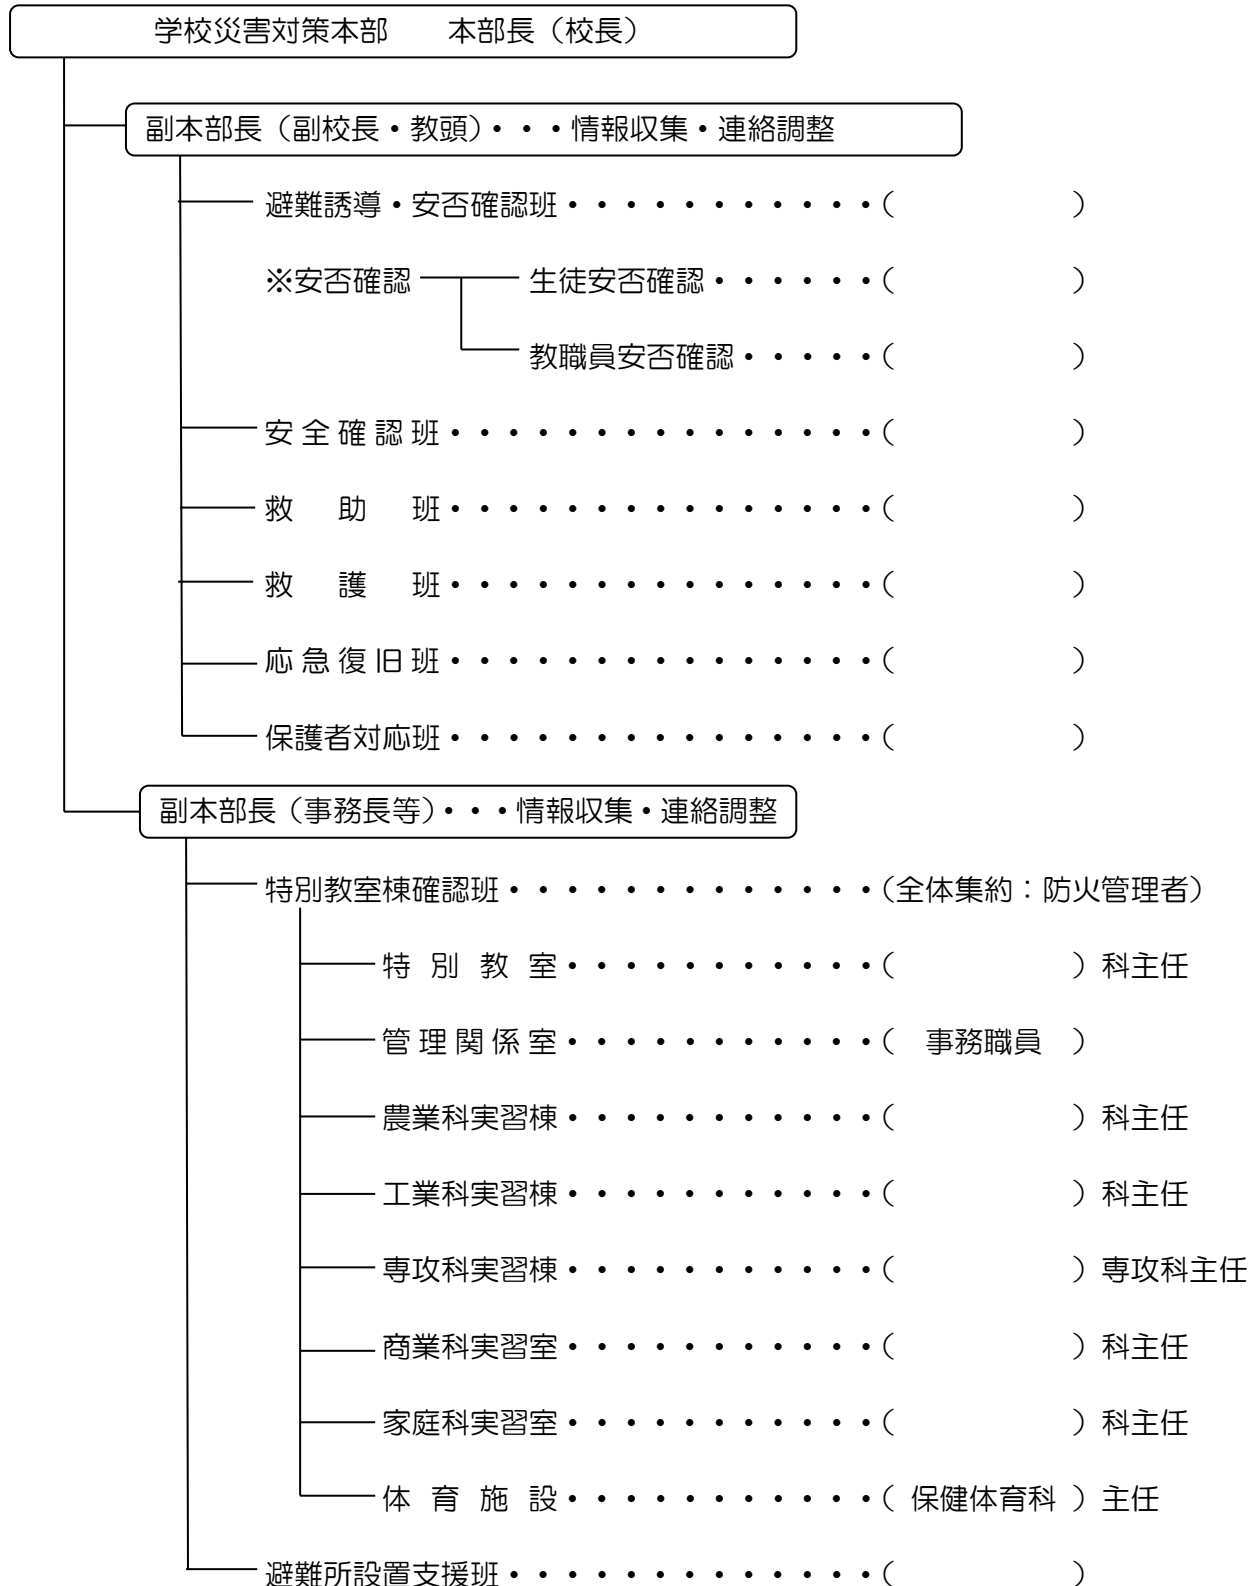 学校災害対策本部　　本部長（校長）
副本部長（副校長・教頭）・・・情報収集・連絡調整
避難誘導・安否確認班・・・・・・・・・・・（　　　　　　）
※安否確認　生徒安否確認・・・・・・（　　　　　　）
教職員安否確認・・・・・（　　　　　　）
安全確認班・・・・・・・・・・・・・・・（　　　　　　）
救　助　班・・・・・・・・・・・・・・・（　　　　　　）
救　護　班・・・・・・・・・・・・・・・（　　　　　　）
応急復旧班・・・・・・・・・・・・・・・（　　　　　　）
保護者対応班・・・・・・・・・・・・・・・（　　　　　　）
副本部長（事務長等）・・・情報収集・連絡調整
特別教室棟確認班・・・・・・・・・・・・・（全体集約：防火管理者）
特別教室・・・・・・・・・・・（　　　　　　）科主任
管理関係室・・・・・・・・・・・（　事務職員　）
農業科実習棟・・・・・・・・・・・（　　　　　　）科主任
工業科実習棟・・・・・・・・・・・（　　　　　　）科主任
専攻科実習棟・・・・・・・・・・・（　　　　　　）専攻科主任
商業科実習室・・・・・・・・・・・（　　　　　　）科主任
家庭科実習室・・・・・・・・・・・（　　　　　　）科主任
体育施設・・・・・・・・・・・（ 保健体育科 ）主任
避難所設置支援班・・・・・・・・・・・・・（　　　　　　）